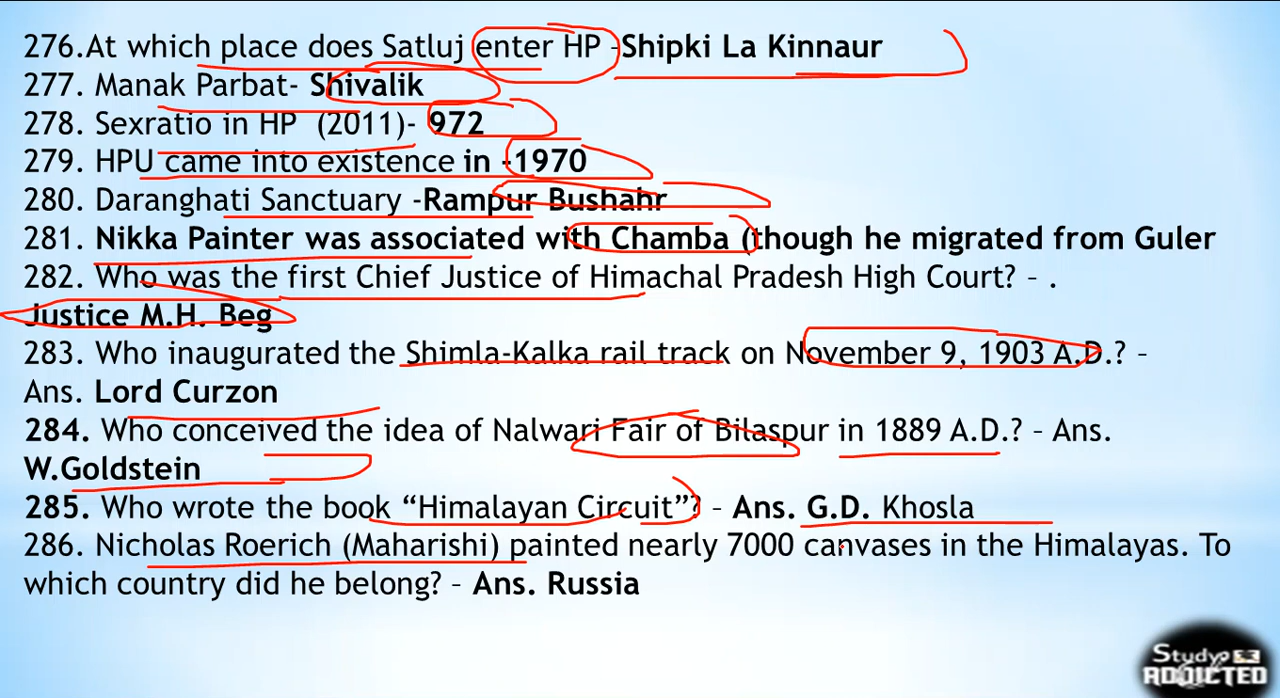 276.At which place does Satluj enter HP -Shipki La Kinnaur
277. Manak Parbat- Shivalik
278. Sexratio in HP (2011)- 972
279. HPU came into existence in -1970
280. Daranghati Sanctuary -Rampur Bushahr
281. Nikka Painter was associated with Chamba (though he migrated from Guler
282. Who was the first Chief Justice of Himachal Pradesh High Court? – .
Justice M.H. Beg
283. Who inaugurated the Shimla-Kalka rail track on November 9, 1903 A.D.? –
Ans. Lord Curzon
284. Who conceived the idea of Nalwari Fair of Bilaspur in 1889 A.D.? – Ans.
W.Goldstein
285. Who wrote the book “Himalayan Circuit”? – Ans. G.D. Khosla
286. Nicholas Roerich (Maharishi) painted nearly 7000 canvases in the Himalayas. To
which country did he belong? – Ans. Russia
Study
ADDICTED